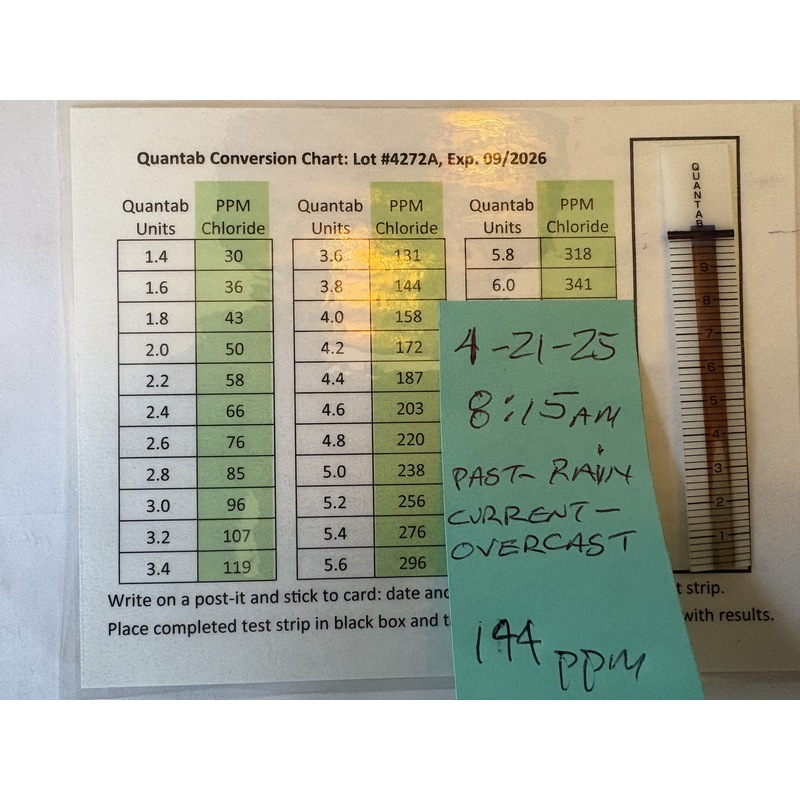 Quantab Conversion Chart: Lot #4272A, Exp. 09/2026
Quantab Units PPM Chloride
1.4 30
1.6 36
1.8 43
2.0 50
2.2 58
2.4 66
2.6 76
2.8 85
3.0 96
3.2 107
3.4 119
Quantab Units PPM Chloride
3.6 131
3.8 144
4.0 158
4.2 172
4.4 187
4.6 203
4.8 220
5.0 238
5.2 256
5.4 276
5.6 296
Quantab Units PPM Chloride
5.8 318
6.0 341
4-21-25
8:15 AM
PAST- RAIN
CURRENT-
OVERCAST
144 ppm
QUANTAB
9
8
7
6
5
4
3
2
1
Write on a post-it and stick to card: date and t strip.
Place completed test strip in black box and t with results.